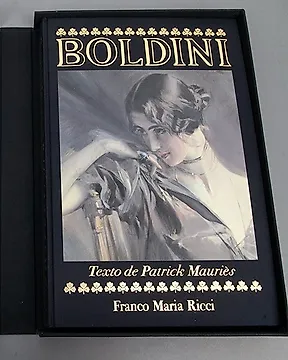 BOLDINI
Texto de Patrick Mauriès
Franco Maria Ricci